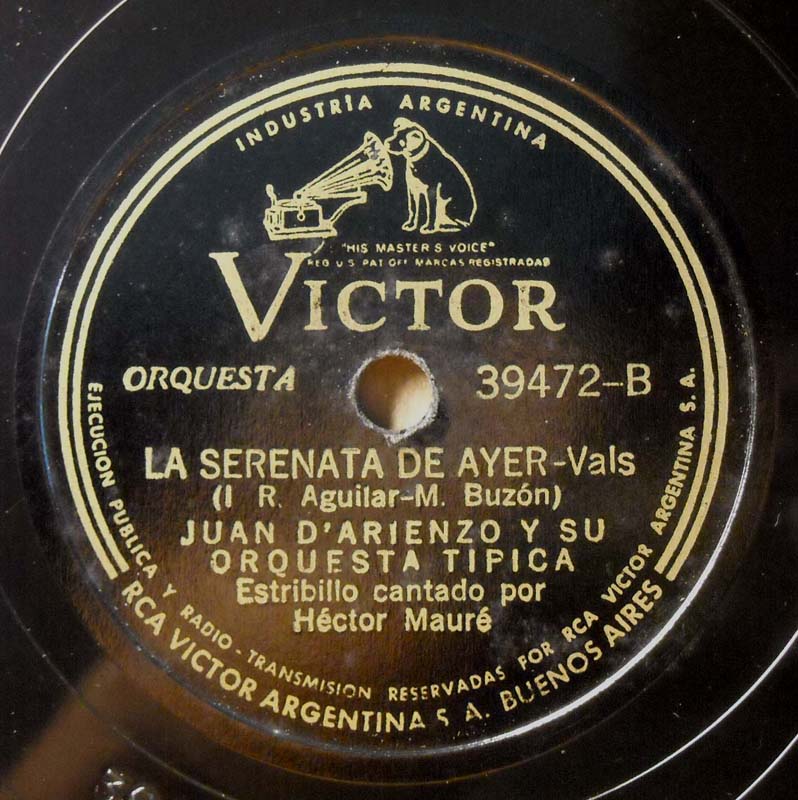 INDUSTRIA ARGENTINA
"HIS MASTER'S VOICE"
REG U S PAT OFF MARCAS REGISTRADAS
VICTOR
ORQUESTA 39472-B
LA SERENATA DE AYER-Vals
(I R. Aguilar-M. Buzón)
JUAN D'ARIENZO Y SU
ORQUESTA TIPICA
Estribillo cantado por
Héctor Mauré
EJECUCION PUBLICA Y RADIO-TRANSMISION RESERVADAS POR RCA VICTOR ARGENTINA S. A.
RCA VICTOR ARGENTINA S A. BUENOS AIRES